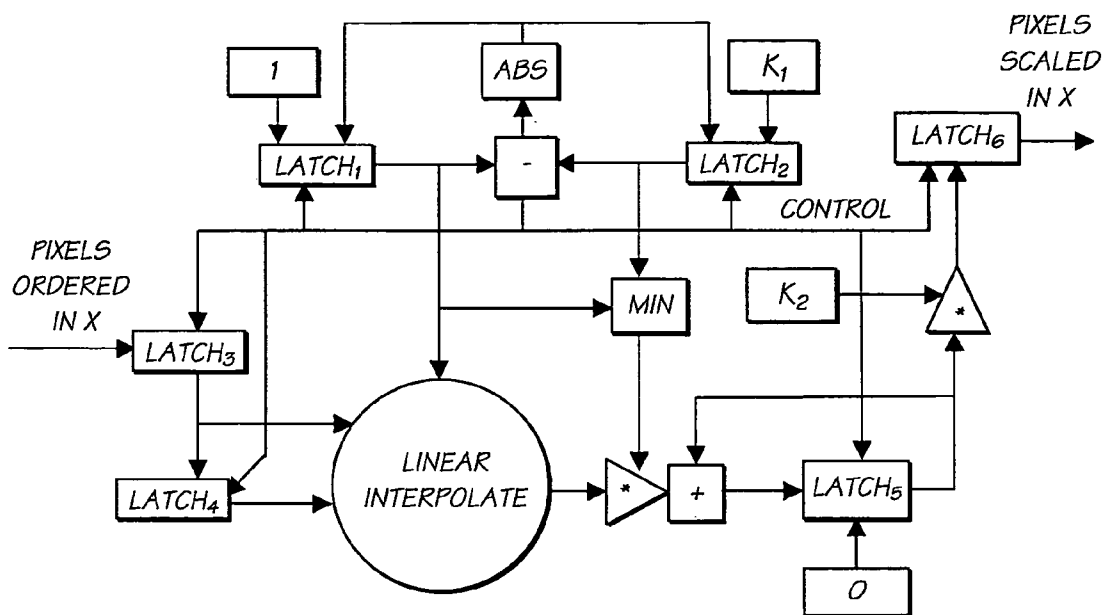 PIXELS
SCALED
IN X
1
ABS
K₁
LATCH₆
LATCH₁
-
LATCH₂
CONTROL
PIXELS
ORDERED
IN X
K₂
MIN
*
LATCH₃
LINEAR
INTERPOLATE
LATCH₄
*
+
LATCH₅
0